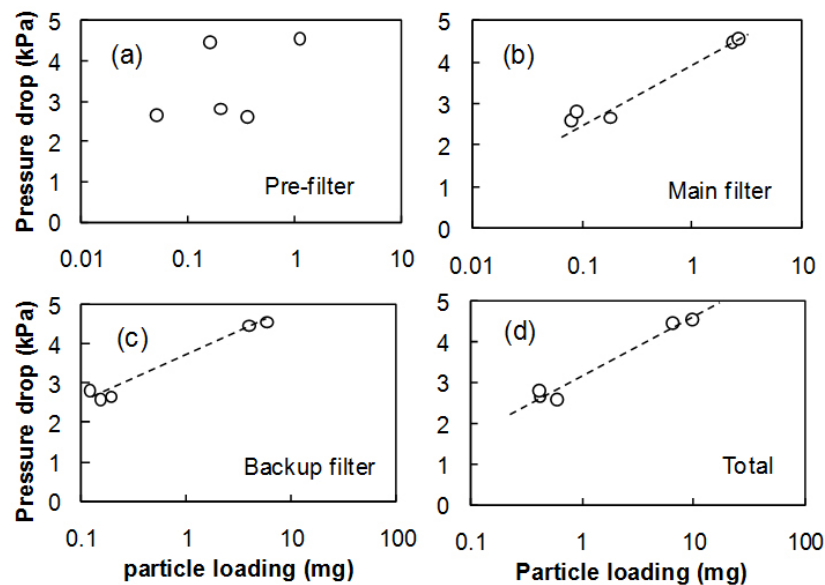 Pressure drop (kPa)
5
4
3
2
1
0
(a)
Pre-filter
0.01 0.1 1 10
5
4
3
2
1
0
(b)
Main filter
0.01 0.1 1 10
Pressure drop (kPa)
5
4
3
2
1
0
(c)
Backup filter
0.1 1 10 100
particle loading (mg)
5
4
3
2
1
0
(d)
Total
0.1 1 10 100
Particle Loading (mg)